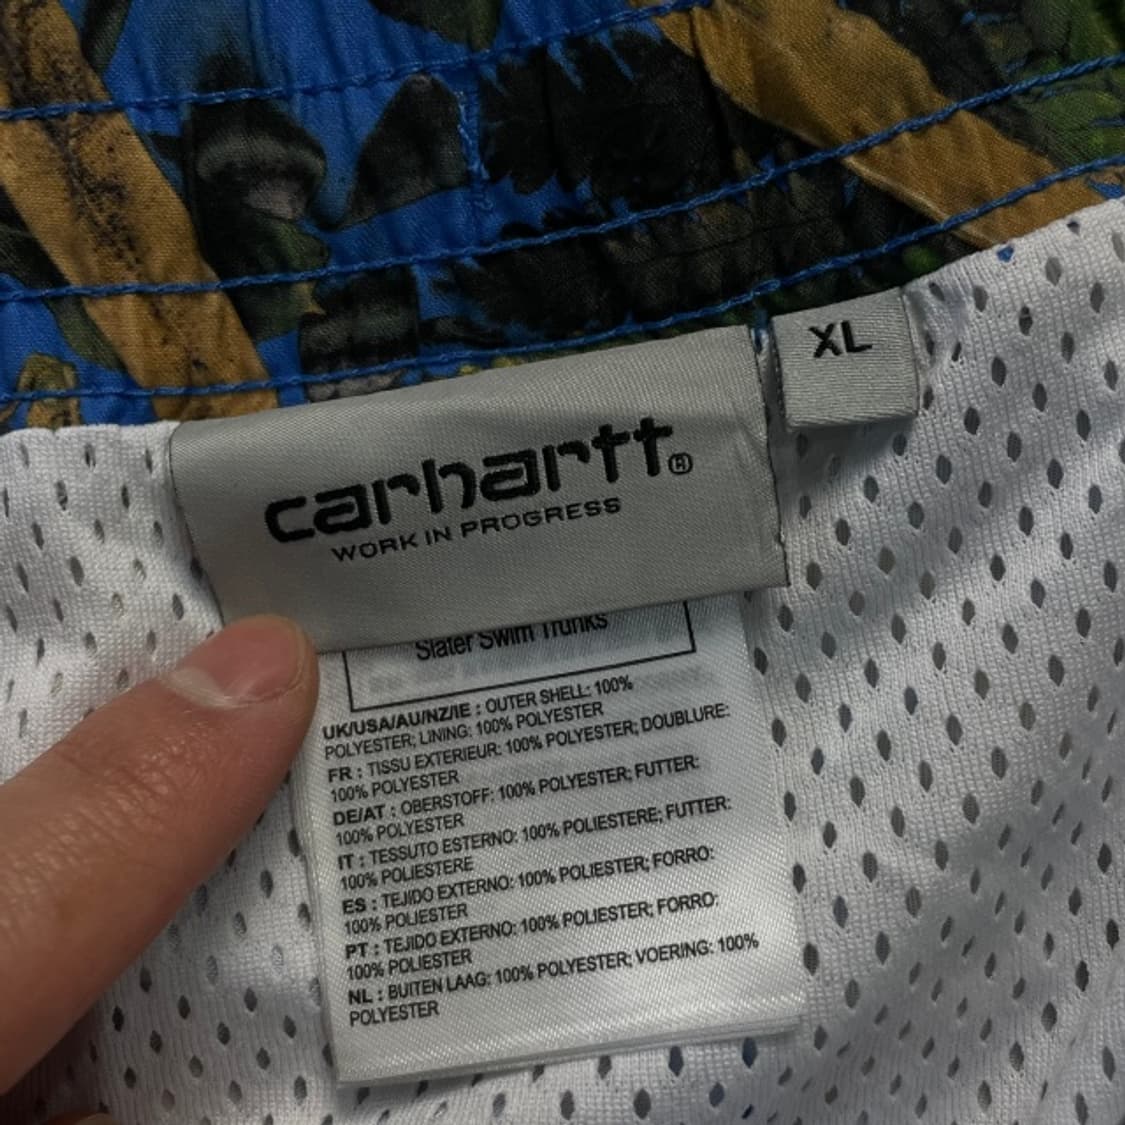 XL
carhartt®
WORK IN PROGRESS
Slater Swim Trunks
UK/USA/AU/NZ/IE : OUTER SHELL: 100%
POLYESTER; LINING: 100% POLYESTER
FR : TISSU EXTERIEUR: 100% POLYESTER; DOUBLURE:
100% POLYESTER
DE/AT : OBERSTOFF: 100% POLYESTER; FUTTER:
100% POLYESTER
IT : TESSUTO ESTERNO: 100% POLIESTERE; FUTTER:
100% POLIESTERE
ES : TEJIDO EXTERNO: 100% POLIESTER; FORRO:
100% POLIESTER
PT : TEJIDO EXTERNO: 100% POLIESTER; FORRO:
100% POLIESTER
NL : BUITEN LAAG: 100% POLYESTER; VOERING: 100%
POLYESTER